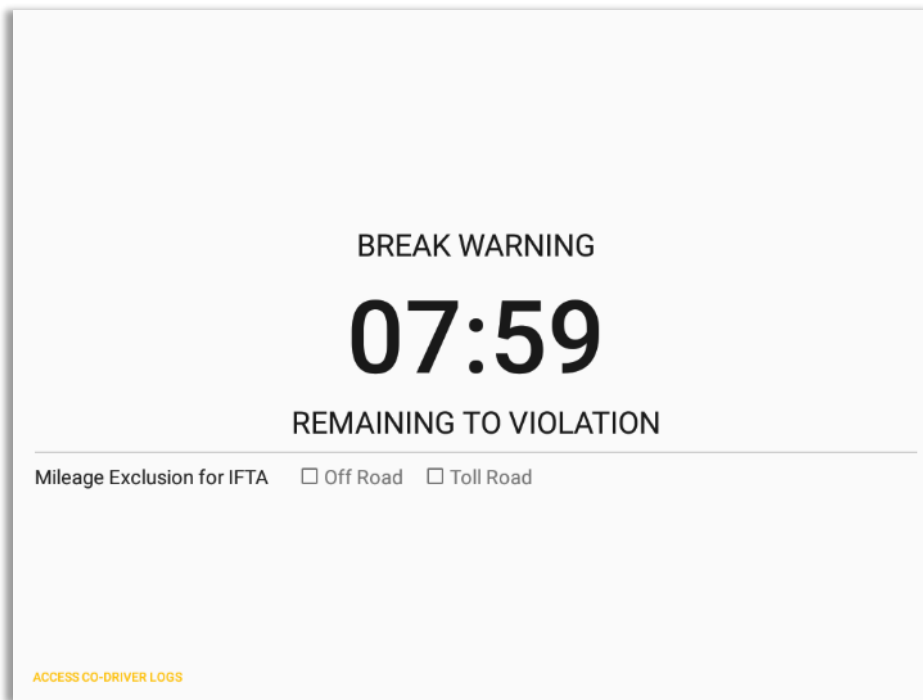 BREAK WARNING
07:59
REMAINING TO VIOLATION
Mileage Exclusion for IFTA Off Road Toll Road
ACCESS CO-DRIVER LOGS